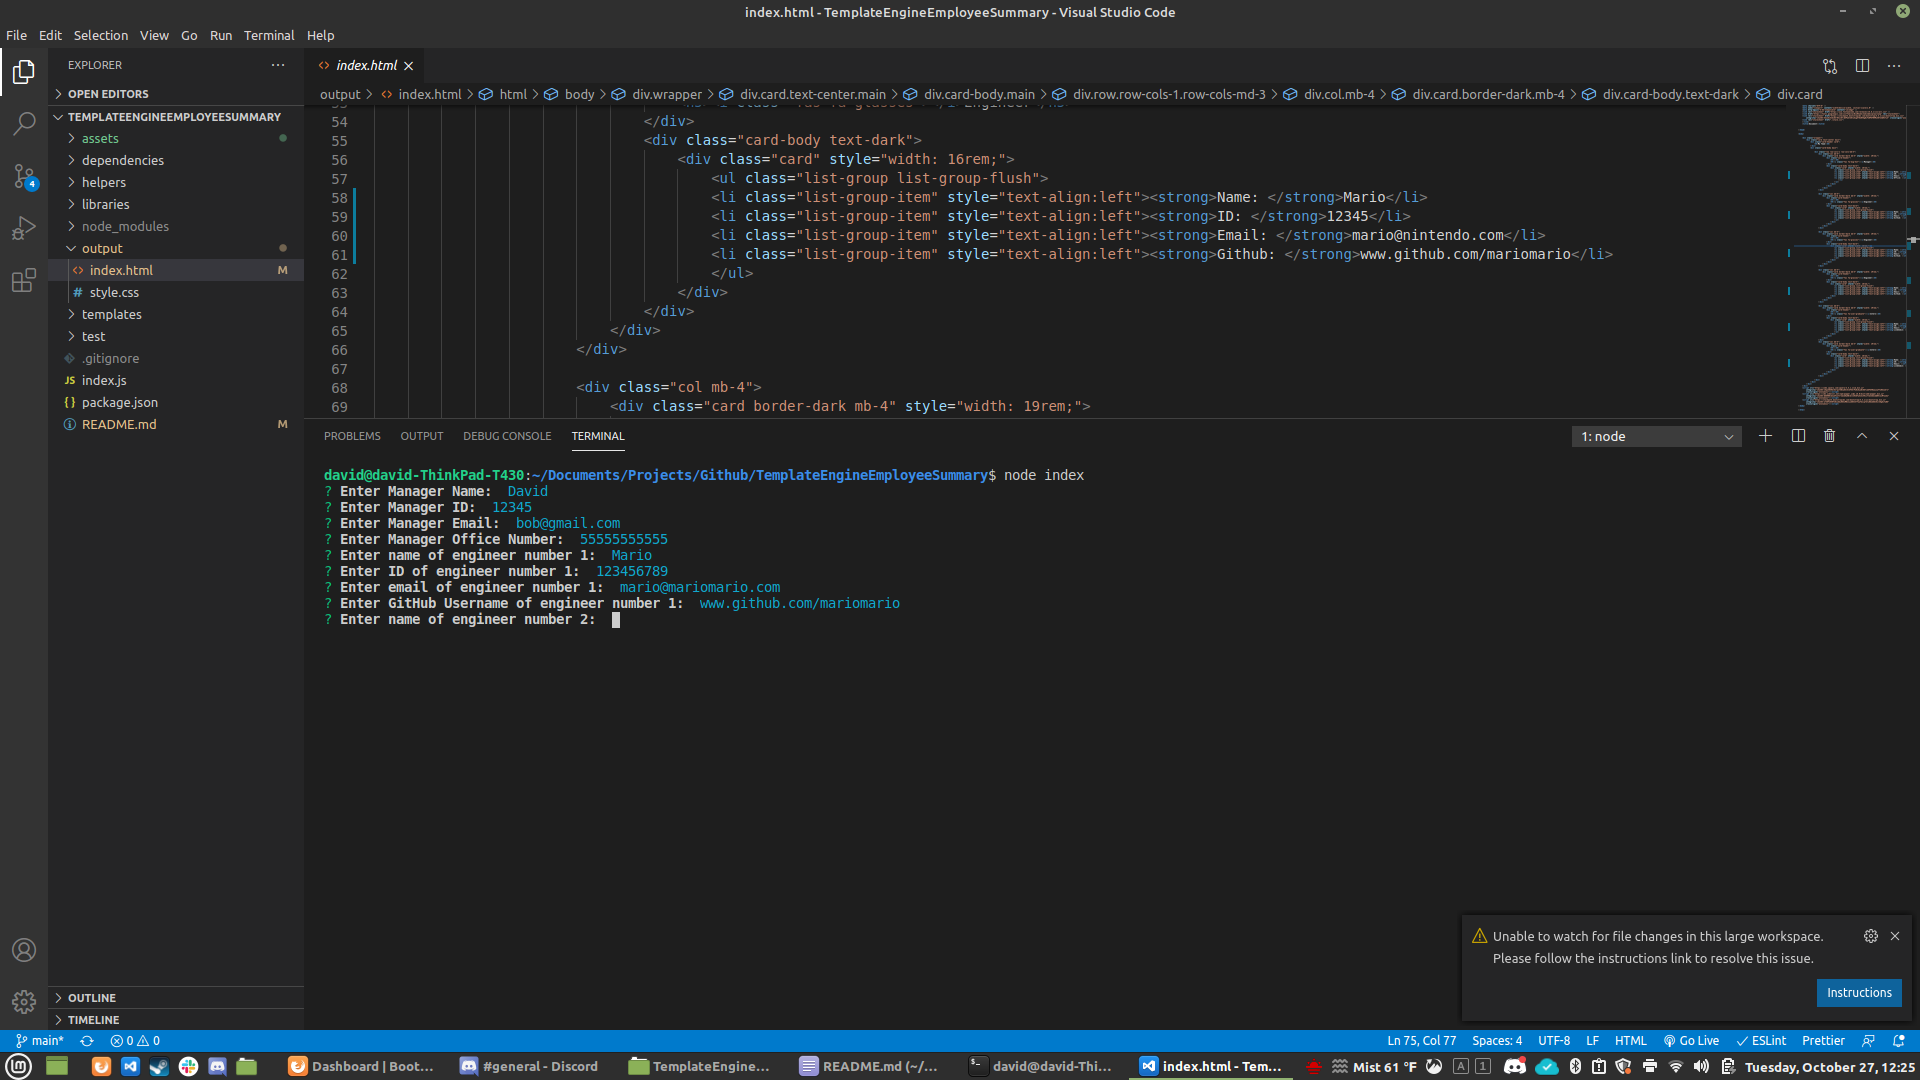 index.html - TemplateEngineEmployeeSummary - Visual Studio Code
File Edit Selection View Go Run Terminal Help
EXPLORER
OPEN EDITORS
TEMPLATEENGINEEMPLOYEESUMMARY
assets
dependencies
helpers
libraries
node_modules
output
index.html M
style.css
templates
test
.gitignore
JS index.js
{} package.json
README.md M
OUTLINE
TIMELINE
4
index.html
output > index.html > html > body > div.wrapper > div.card.text-center.main > div.card-body.main > div.row.row-cols-1.row-cols-md-3 > div.col.mb-4 > div.card.border-dark.mb-4 > div.card-body.text-dark > div.card
54 </div>
55 <div class="card-body text-dark">
56 <div class="card" style="width: 16rem;">
57 <ul class="list-group list-group-flush">
58 <li class="list-group-item" style="text-align:left"><strong>Name: </strong>Mario</li>
59 <li class="list-group-item" style="text-align:left"><strong>ID: </strong>12345</li>
60 <li class="list-group-item" style="text-align:left"><strong>Email: </strong>mario@nintendo.com</li>
61 <li class="list-group-item" style="text-align:left"><strong>Github: </strong>www.github.com/mariomario</li>
62 </ul>
63 </div>
64 </div>
65 </div>
66 </div>
67
68 <div class="col mb-4">
69 <div class="card border-dark mb-4" style="width: 19rem;">
PROBLEMS OUTPUT DEBUG CONSOLE TERMINAL 1: node
david@david-ThinkPad-T430:~/Documents/Projects/Github/TemplateEngineEmployeeSummary$ node index
? Enter Manager Name: David
? Enter Manager ID: 12345
? Enter Manager Email: bob@gmail.com
? Enter Manager Office Number: 55555555555
? Enter name of engineer number 1: Mario
? Enter ID of engineer number 1: 123456789
? Enter email of engineer number 1: mario@mariomario.com
? Enter GitHub Username of engineer number 1: www.github.com/mariomario
? Enter name of engineer number 2:
Unable to watch for file changes in this large workspace.
Please follow the instructions link to resolve this issue.
Instructions
main* 0 0 Ln 75, Col 77 Spaces: 4 UTF-8 LF HTML Go Live ESLint Prettier
Dashboard | Boot... #general - Discord TemplateEngine... README.md (~/... david@david-Thi... index.html - Tem... Mist 61 °F A 1 Tuesday, October 27, 12:25